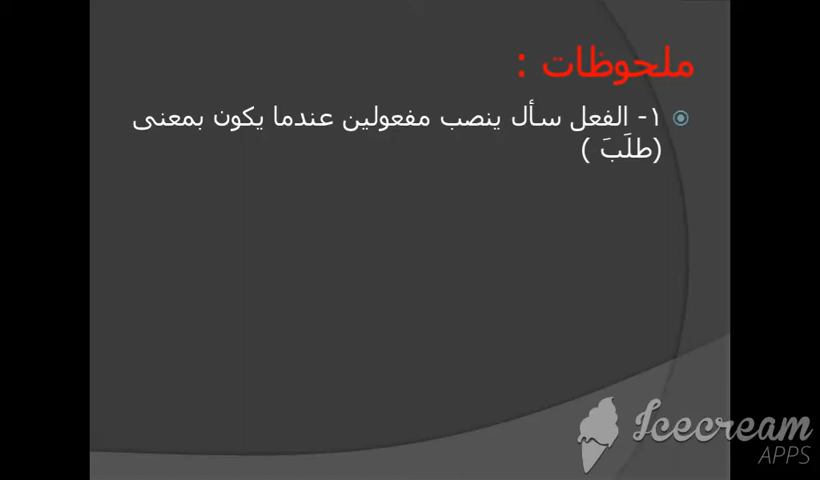 ملحوظات :
١- الفعل سأل ينصب مفعولين عندما يكون بمعنى
(طلَبَ )
Icecream
APPS